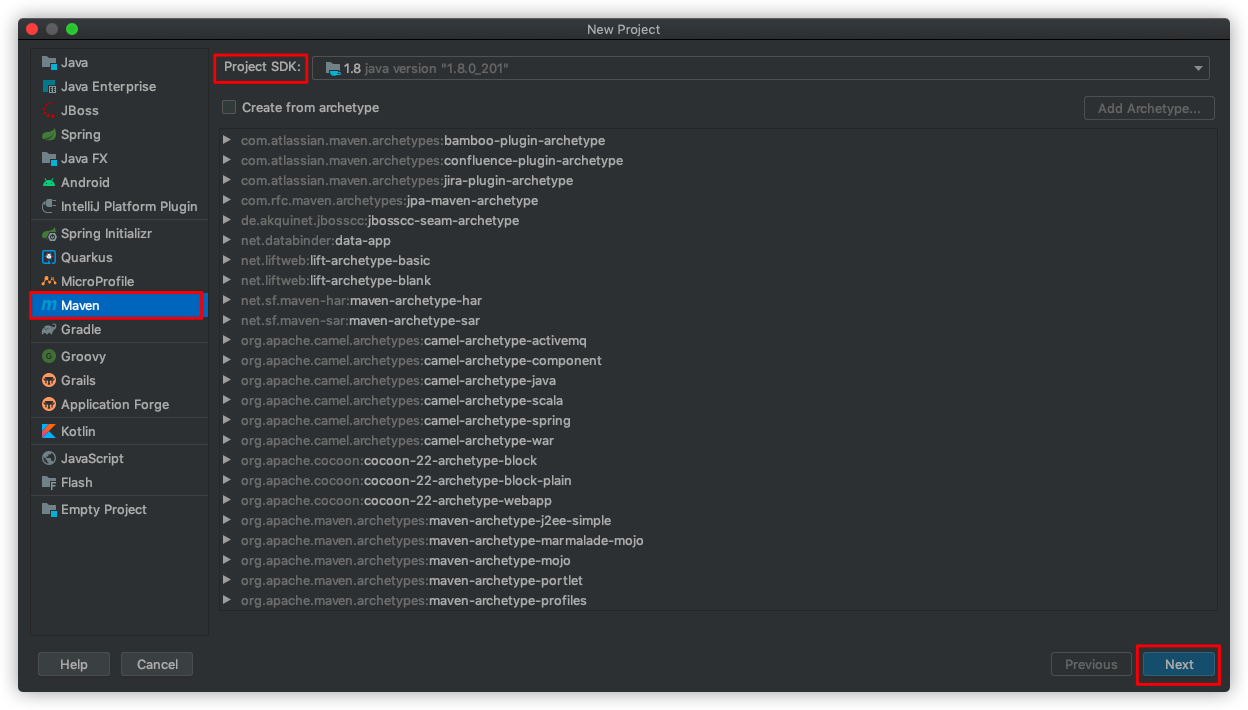 New Project
Java
Java Enterprise
JBoss
Spring
Java FX
Android
IntelliJ Platform Plugin
Spring Initializr
Quarkus
MicroProfile
Maven
Gradle
Groovy
Grails
Application Forge
Kotlin
JavaScript
Flash
Empty Project
Project SDK: 1.8 java version "1.8.0_201"
Create from archetype Add Archetype...
com.atlassian.maven.archetypes:bamboo-plugin-archetype
com.atlassian.maven.archetypes:confluence-plugin-archetype
com.atlassian.maven.archetypes:jira-plugin-archetype
com.rfc.maven.archetypes:jpa-maven-archetype
de.akquinet.jbosscc:jbosscc-seam-archetype
net.databinder:data-app
net.liftweb:lift-archetype-basic
net.liftweb:lift-archetype-blank
net.sf.maven-har:maven-archetype-har
net.sf.maven-sar:maven-archetype-sar
org.apache.camel.archetypes:camel-archetype-activemq
org.apache.camel.archetypes:camel-archetype-component
org.apache.camel.archetypes:camel-archetype-java
org.apache.camel.archetypes:camel-archetype-scala
org.apache.camel.archetypes:camel-archetype-spring
org.apache.camel.archetypes:camel-archetype-war
org.apache.cocoon:cocoon-22-archetype-block
org.apache.cocoon:cocoon-22-archetype-block-plain
org.apache.cocoon:cocoon-22-archetype-webapp
org.apache.maven.archetypes:maven-archetype-j2ee-simple
org.apache.maven.archetypes:maven-archetype-marmalade-mojo
org.apache.maven.archetypes:maven-archetype-mojo
org.apache.maven.archetypes:maven-archetype-portlet
org.apache.maven.archetypes:maven-archetype-profiles
Help Cancel Previous Next